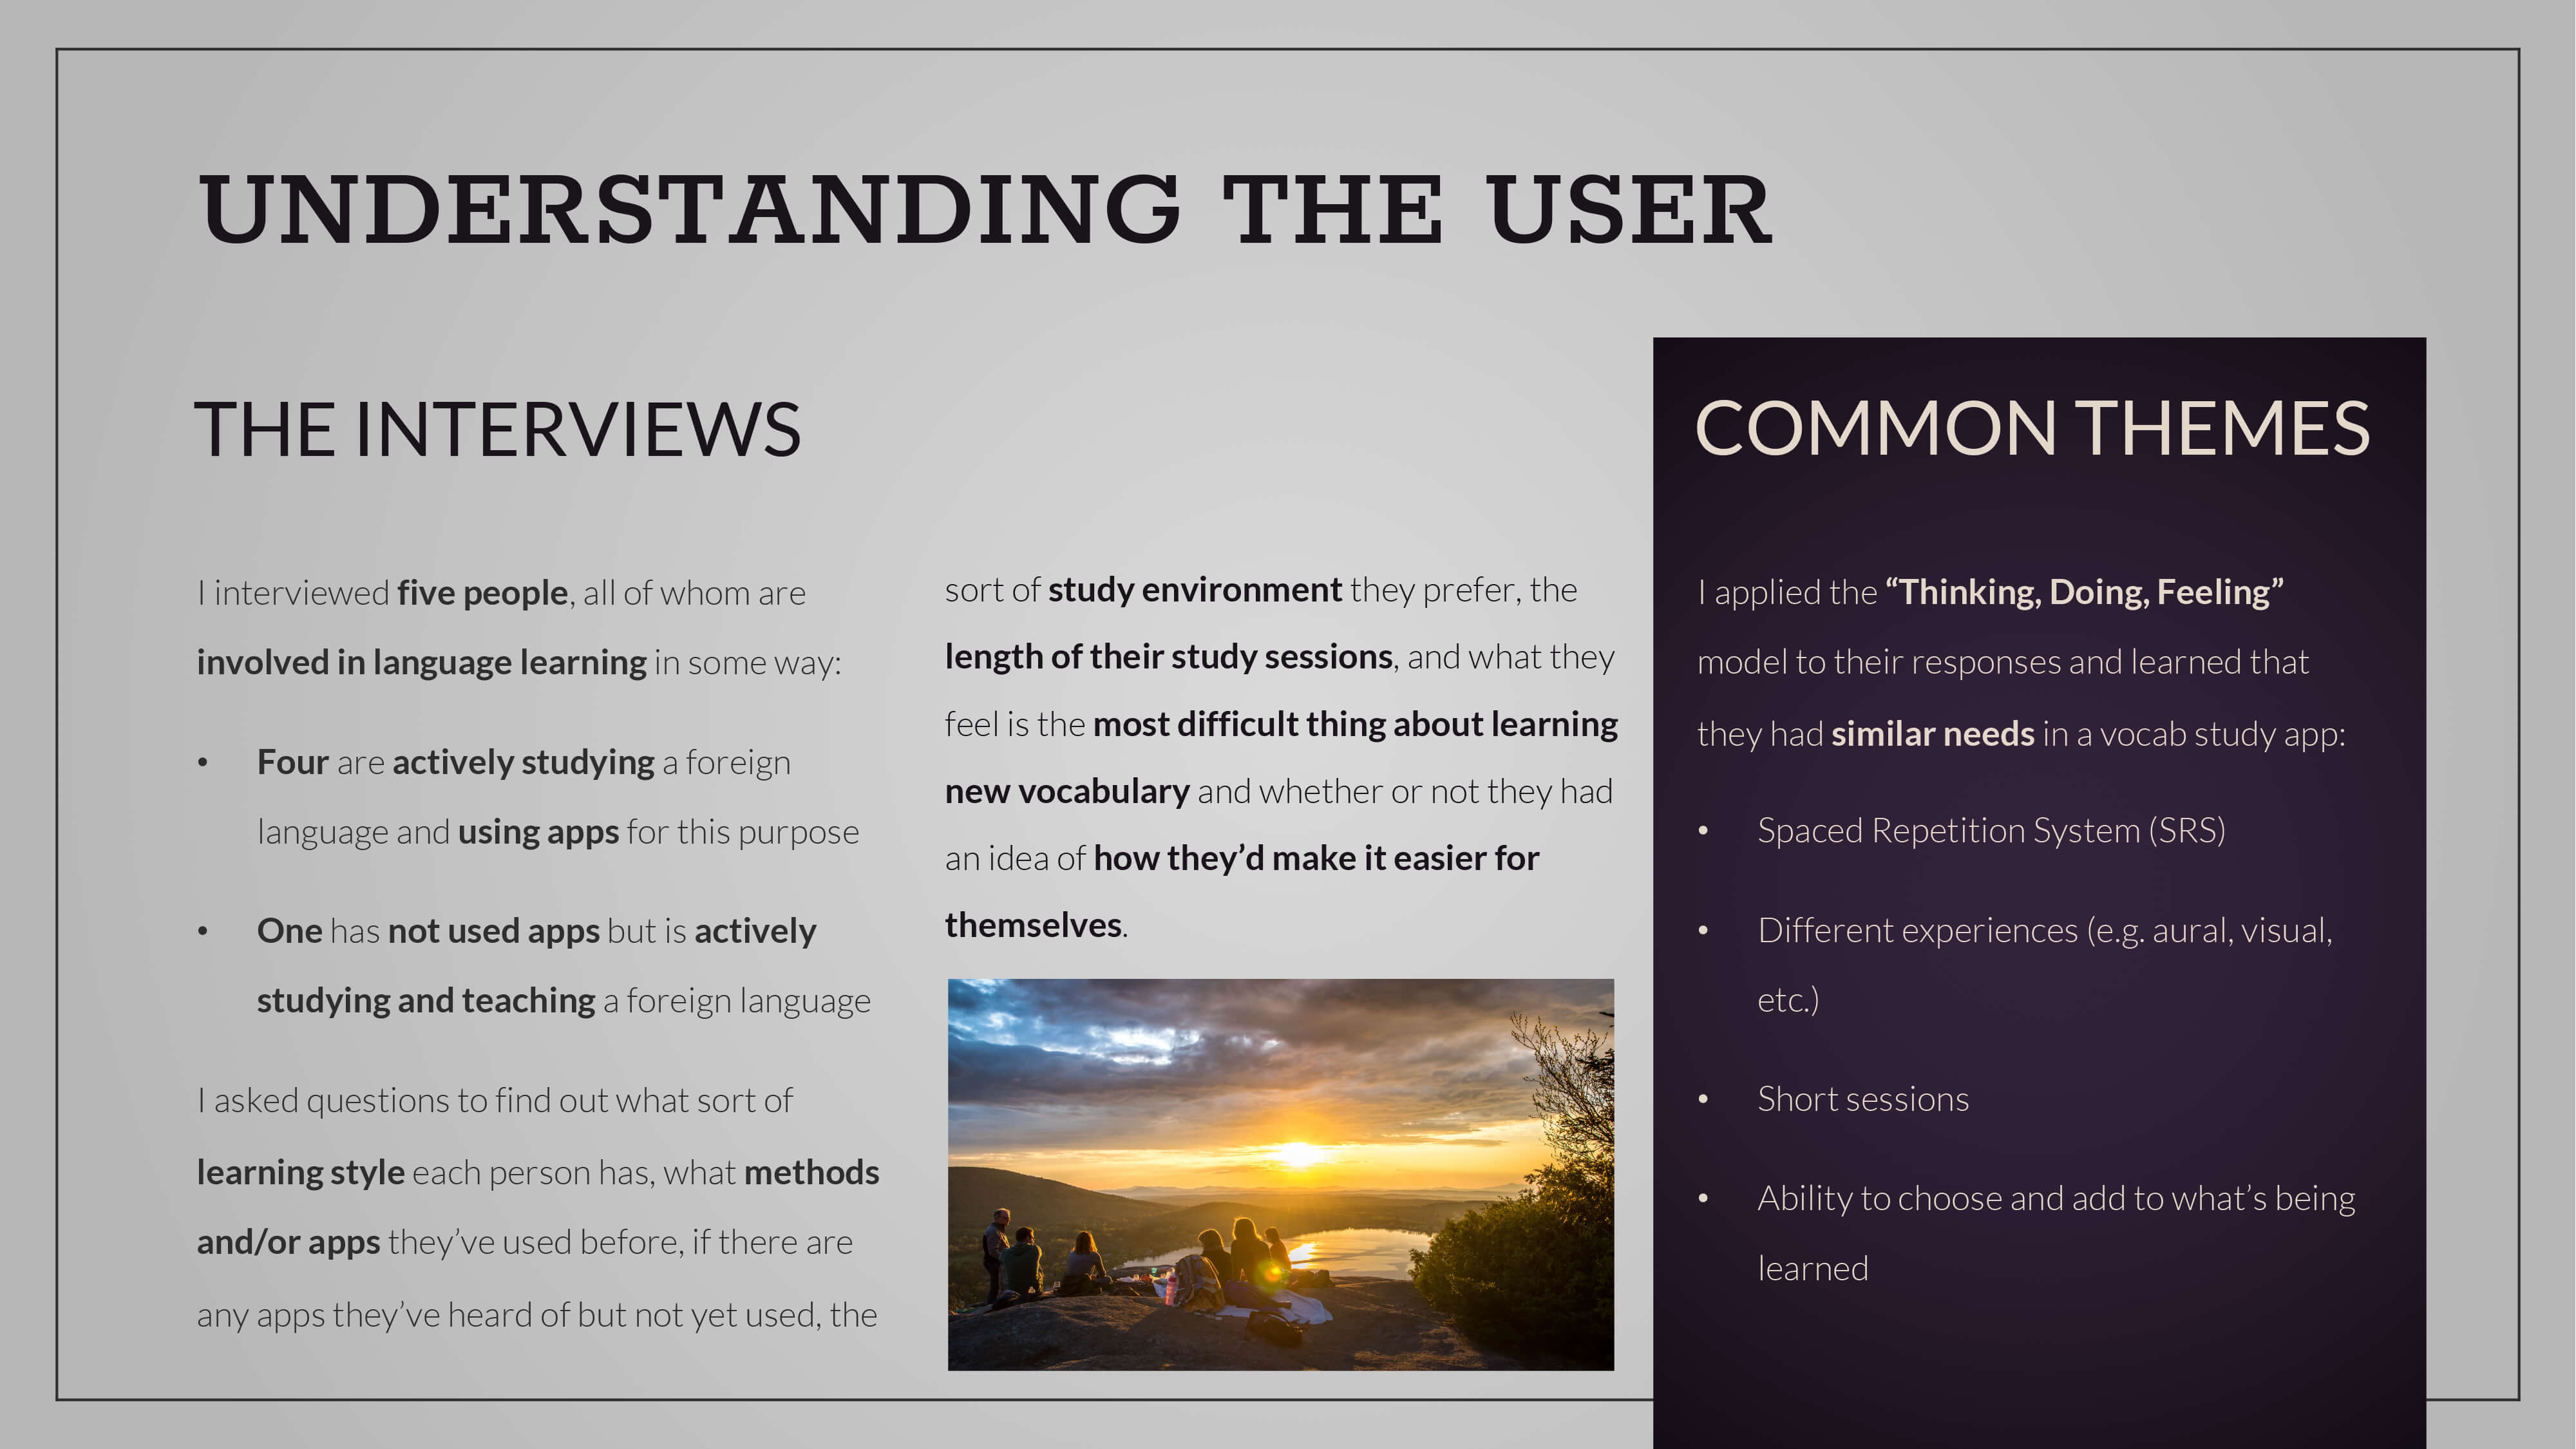 UNDERSTANDING THE USER
THE INTERVIEWS
I interviewed five people, all of whom are
involved in language learning in some way:
• Four are actively studying a foreign
language and using apps for this purpose
• One has not used apps but is actively
studying and teaching a foreign language
I asked questions to find out what sort of
learning style each person has, what methods
and/or apps they’ve used before, if there are
any apps they’ve heard of but not yet used, the
sort of study environment they prefer, the
length of their study sessions, and what they
feel is the most difficult thing about learning
new vocabulary and whether or not they had
an idea of how they’d make it easier for
themselves.
COMMON THEMES
I applied the “Thinking, Doing, Feeling”
model to their responses and learned that
they had similar needs in a vocab study app:
• Spaced Repetition System (SRS)
• Different experiences (e.g. aural, visual,
etc.)
• Short sessions
• Ability to choose and add to what’s being
learned